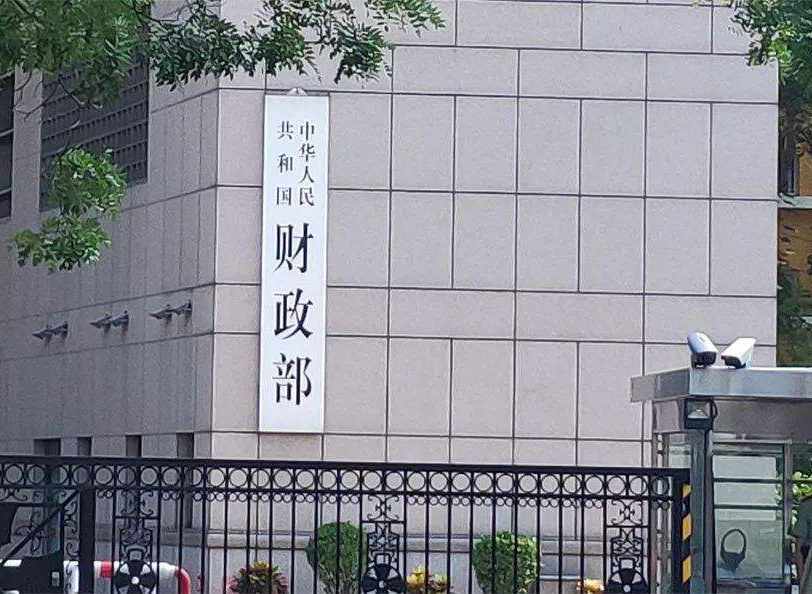 中华人民
共和国
财政部